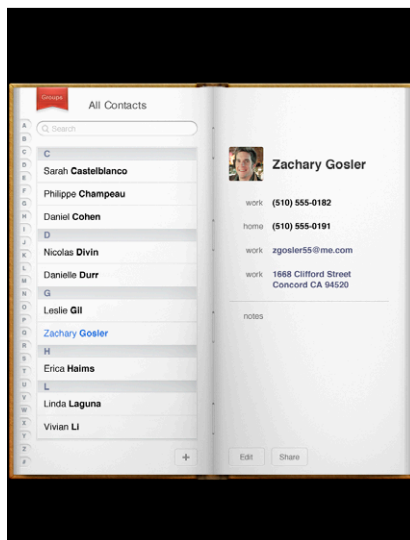 Groups
All Contacts
Search
A
B
C
D
E
F
G
H
I
J
K
L
M
N
O
P
Q
R
S
T
U
V
W
X
Y
Z
#
C
Sarah Castelblanco
Philippe Champeau
Daniel Cohen
D
Nicolas Divin
Danielle Durr
G
Leslie Gil
Zachary Gosler
H
Erica Haims
L
Linda Laguna
Vivian Li
+
Zachary Gosler
work (510) 555-0182
home (510) 555-0191
work zgosler55@me.com
work 1668 Clifford Street
Concord CA 94520
notes
Edit Share